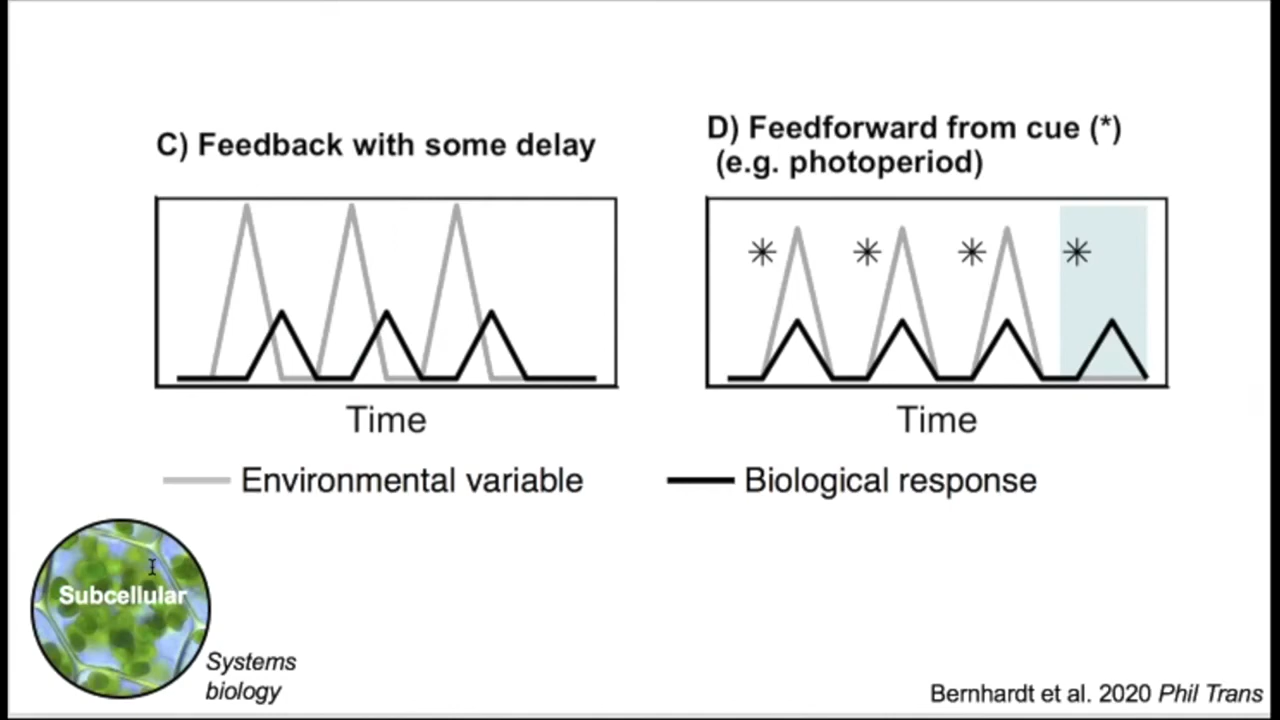 C) Feedback with some delay
D) Feedforward from cue (*)
(e.g. photoperiod)
Time
Time
Environmental variable
Biological response
Subcellular
Systems
biology
Bernhardt et al. 2020 Phil Trans